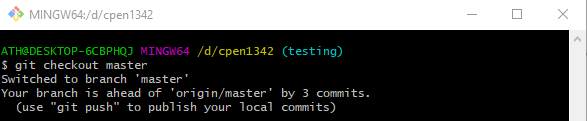 MINGW64:/d/cpen1342
ATH@DESKTOP-6CBPHQJ MINGW64 /d/cpen1342 (testing)
$ git checkout master
Switched to branch 'master'
Your branch is ahead of 'origin/master' by 3 commits.
  (use "git push" to publish your local commits)